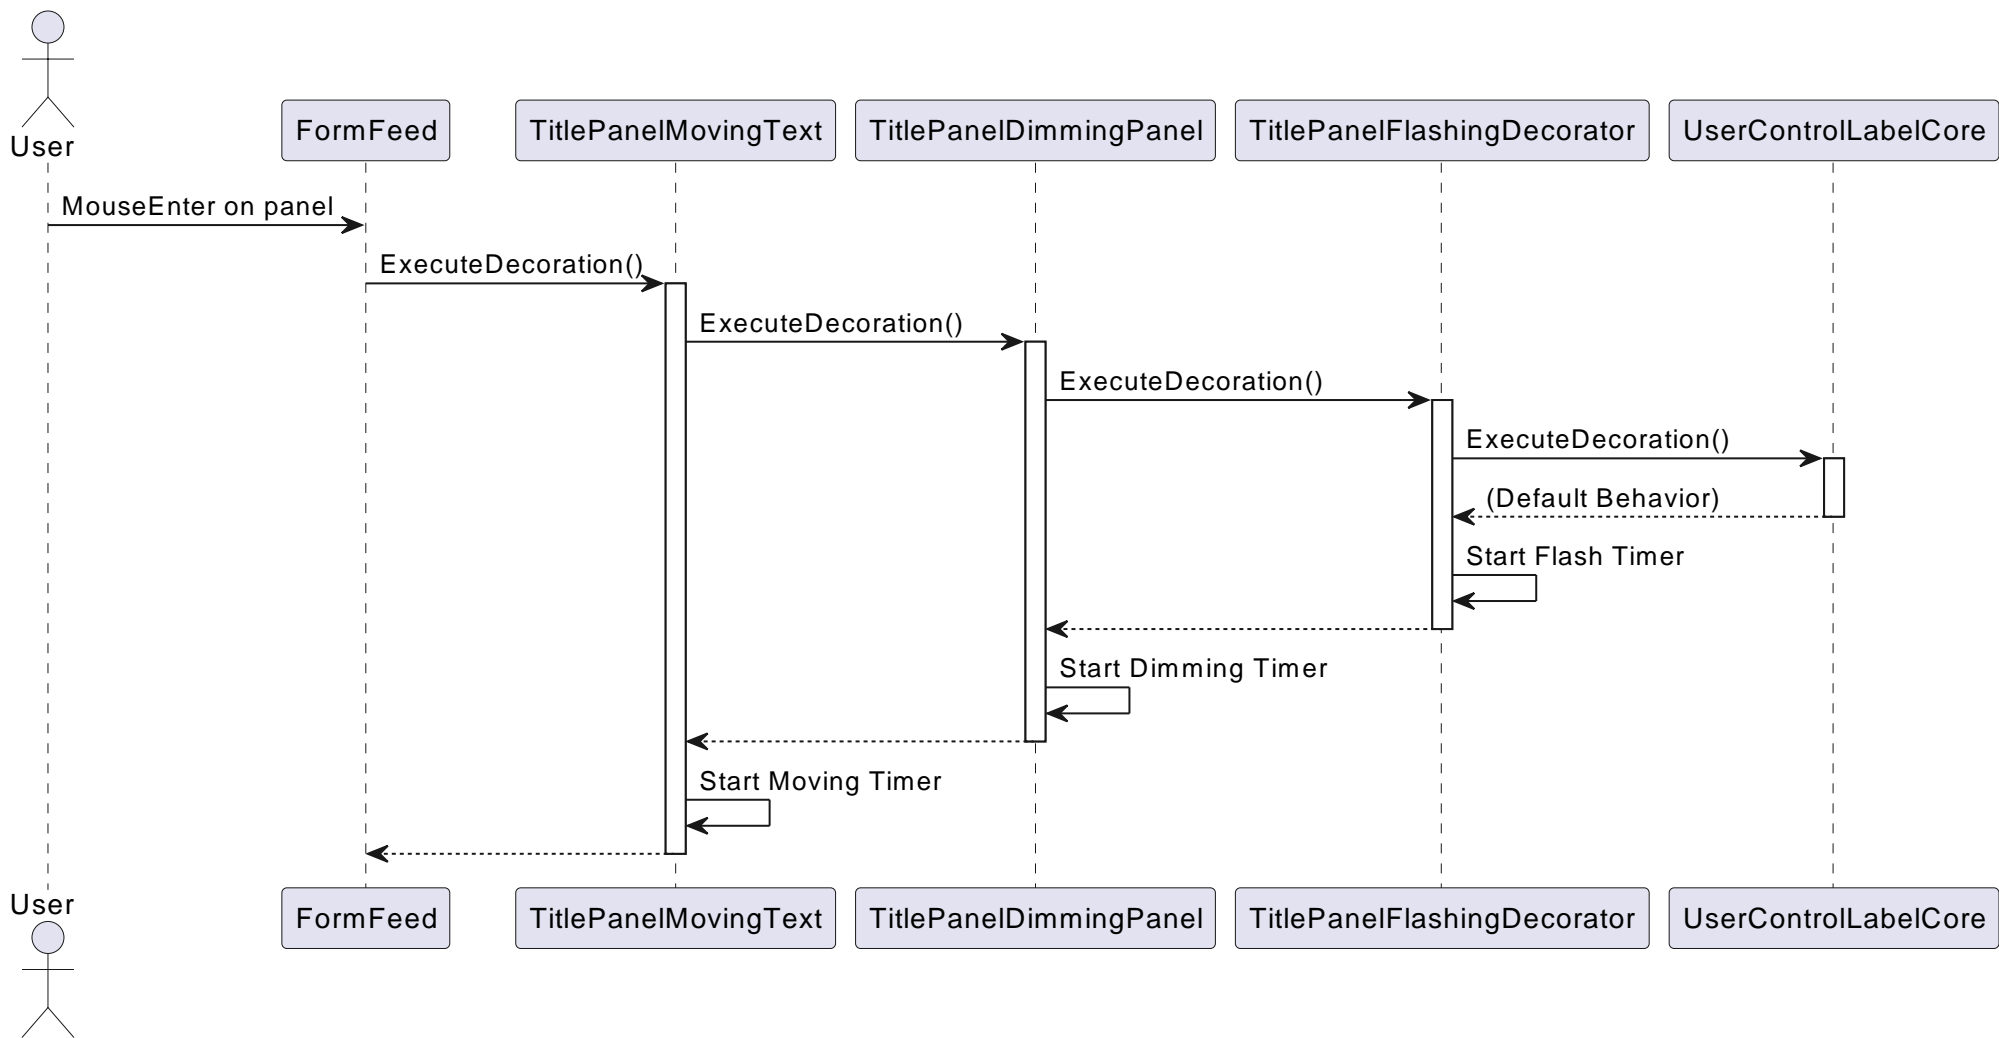 FormFeed
TitlePanelMovingText
TitlePanelDimmingPanel
TitlePanelFlashingDecorator
UserControlLabelCore
User
MouseEnter on panel
ExecuteDecoration()
ExecuteDecoration()
ExecuteDecoration()
ExecuteDecoration()
(Default Behavior)
Start Flash Timer
Start Dimming Timer
Start Moving Timer
User
FormFeed
TitlePanelMovingText
TitlePanelDimmingPanel
TitlePanelFlashingDecorator
UserControlLabelCore